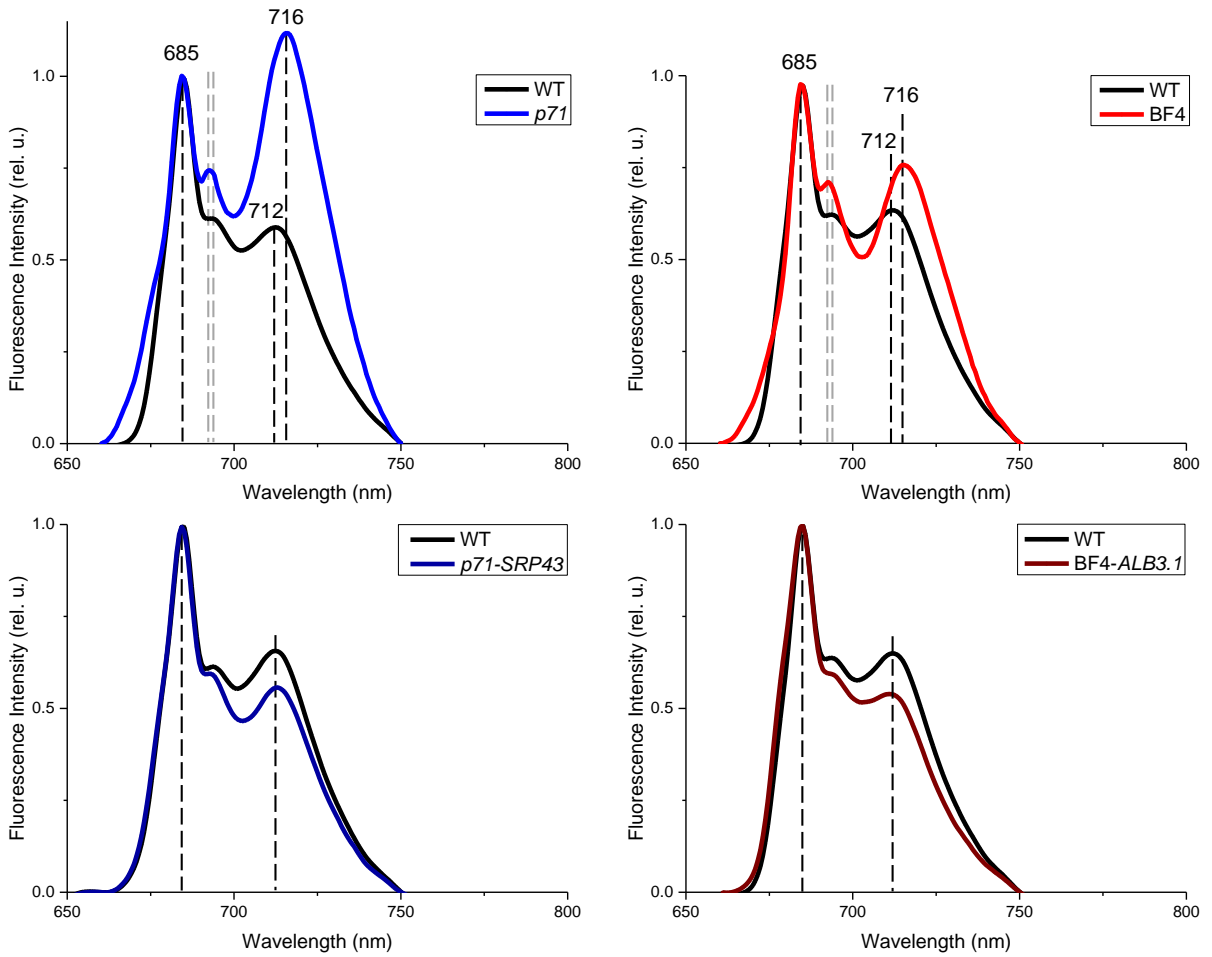 716
685
1.0
WT
p71
712
0.5
0.0
650
700
750
800
Fluorescence Intensity (rel. u.)
Wavelength (nm)
685
716
1.0
WT
BF4
712
0.5
0.0
650
700
750
800
Fluorescence Intensity (rel. u.)
Wavelength (nm)
1.0
WT
p71-SRP43
0.5
0.0
650
700
750
800
Fluorescence Intensity (rel. u.)
Wavelength (nm)
1.0
WT
BF4-ALB3.1
0.5
0.0
650
700
750
800
Fluorescence Intensity (rel. u.)
Wavelength (nm)